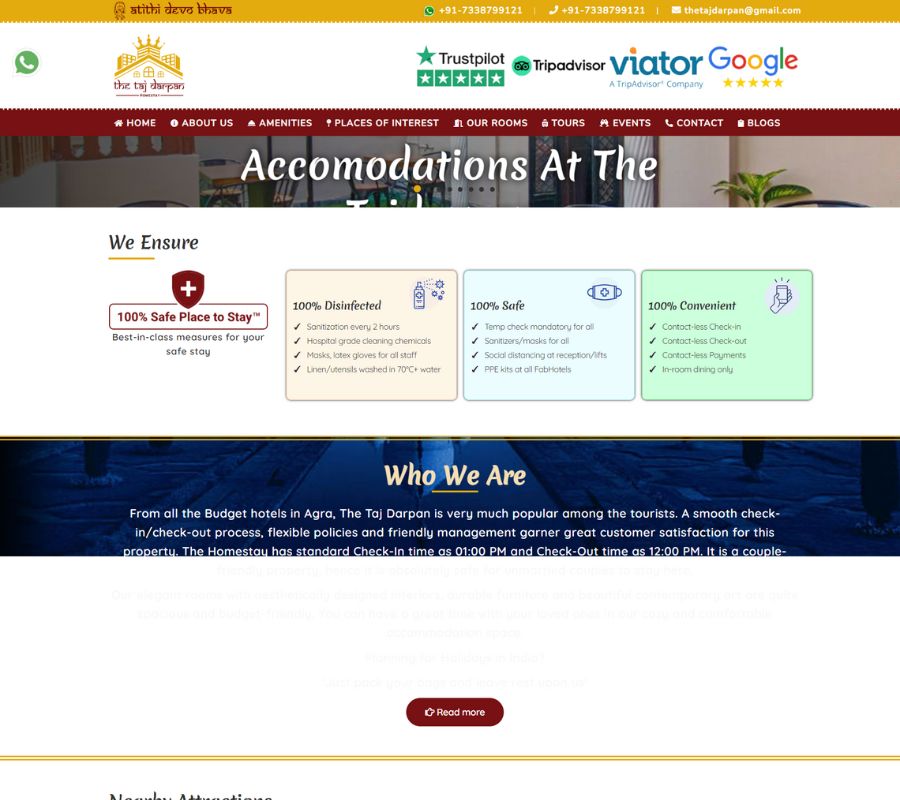 atithi devo bhava
+91-7338799121 | +91-7338799121 | thetajdarpan@gmail.com
the taj darpan
HOMESTAY
Trustpilot
Tripadvisor
viator
A TripAdvisor® Company
Google
HOME ABOUT US AMENITIES PLACES OF INTEREST OUR ROOMS TOURS EVENTS CONTACT BLOGS
Accomodations At The
We Ensure
100% Safe Place to Stay™
Best-in-class measures for your
safe stay
100% Disinfected
✓ Sanitization every 2 hours
✓ Hospital grade cleaning chemicals
✓ Masks, latex gloves for all staff
✓ Linen/utensils washed in 70°C+ water
100% Safe
✓ Temp check mandatory for all
✓ Sanitizers/masks for all
✓ Social distancing at reception/lifts
✓ PPE kits at all FabHotels
100% Convenient
✓ Contact-less Check-in
✓ Contact-less Check-out
✓ Contact-less Payments
✓ In-room dining only
Who We Are
From all the Budget hotels in Agra, The Taj Darpan is very much popular among the tourists. A smooth check-
in/check-out process, flexible policies and friendly management garner great customer satisfaction for this
property. The Homestay has standard Check-In time as 01:00 PM and Check-Out time as 12:00 PM. It is a couple-
friendly property, hence it is absolutely safe for unmarried couples to stay here.
Our elegant rooms with aesthetically designed interiors, durable furniture and beautiful contemporary art are quite
spacious and budget-friendly. You can have a great time with your loved ones in our cozy and comfortable
accommodation space.
Planning for Holidays in India?
Just pack your bags and leave rest upon us!
Read more
Nearby Attractions